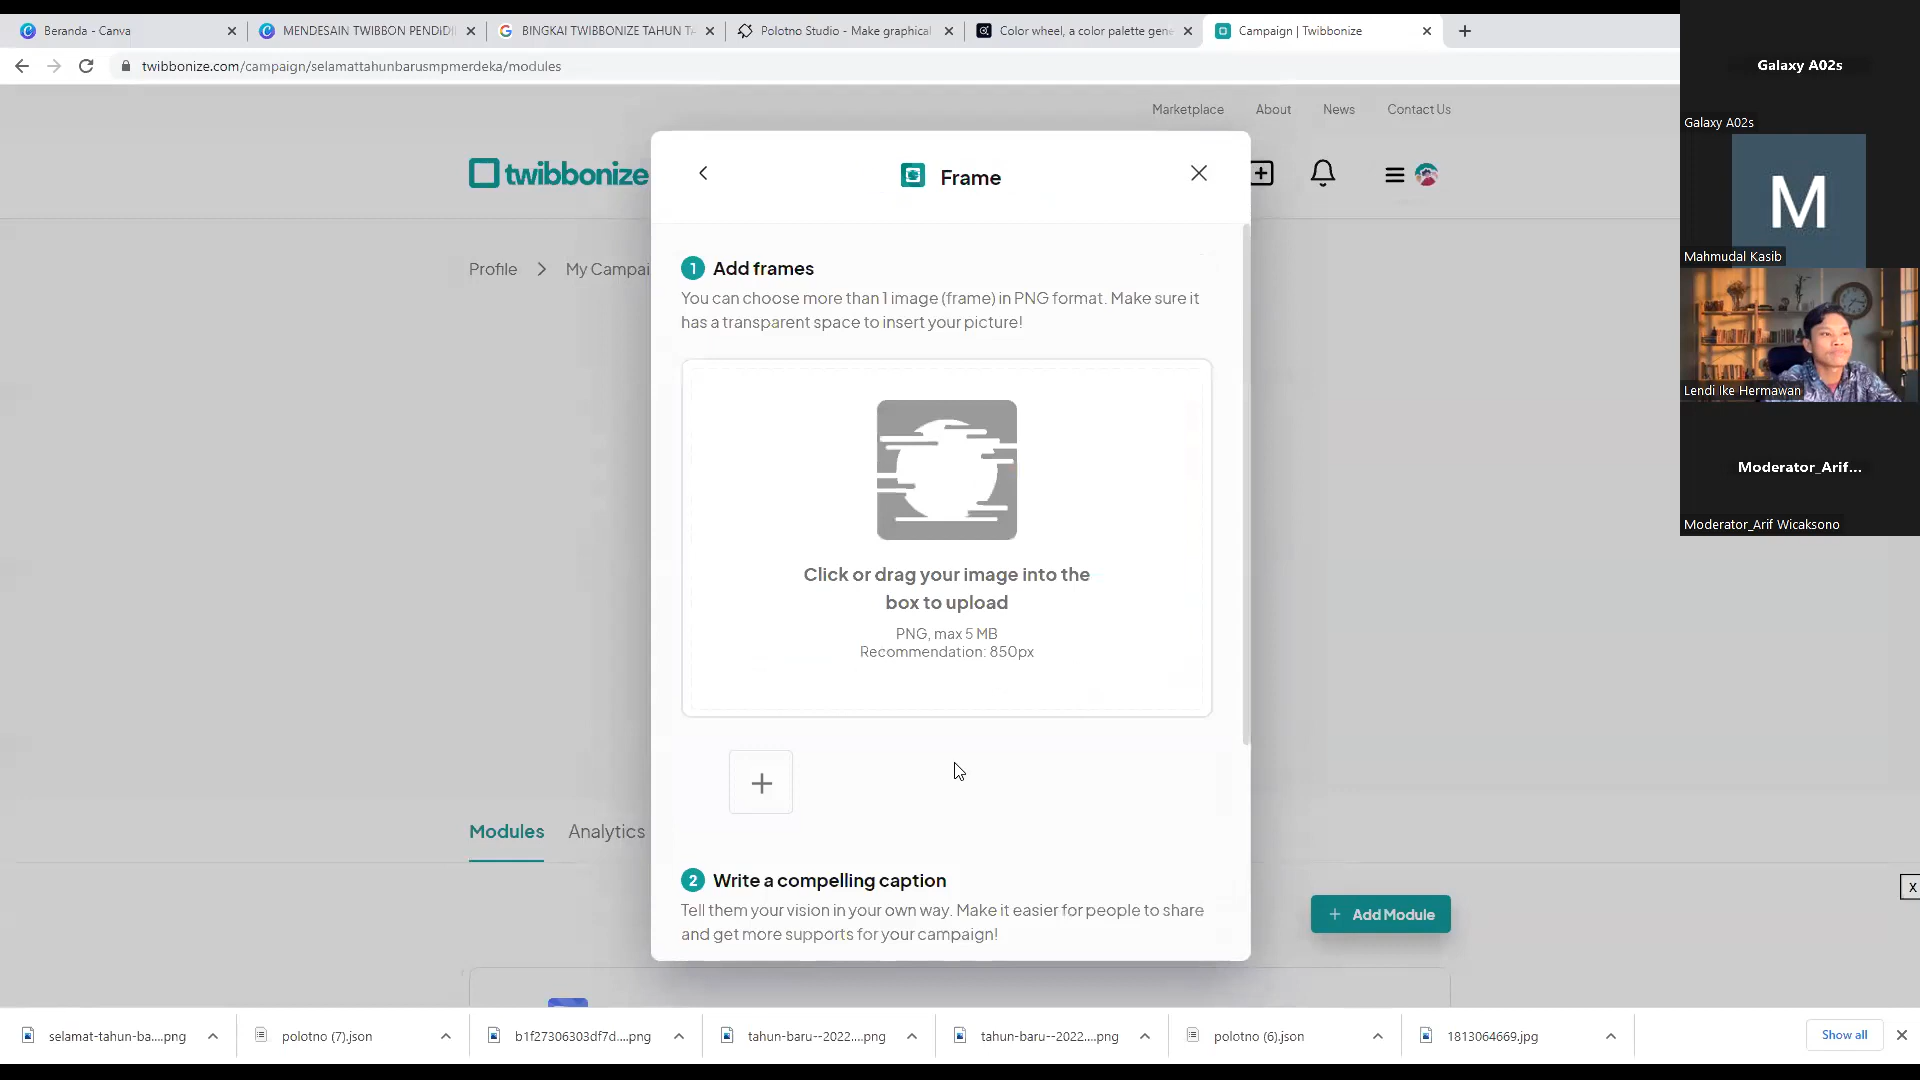 Beranda - Canva
MENDESAIN TWIBBON PENDIDI
BINGKAI TWIBBONIZE TAHUN TA
Polotno Studio - Make graphical
Color wheel, a color palette gene
Campaign | Twibbonize
twibbonize.com/campaign/selamattahunbarusmpmerdeka/modules
Marketplace
About
News
Contact Us
twibbonize
Profile
My Campai
Frame
1 Add frames
You can choose more than 1 image (frame) in PNG format. Make sure it
has a transparent space to insert your picture!
Click or drag your image into the
box to upload
PNG, max 5 MB
Recommendation: 850px
2 Write a compelling caption
Tell them your vision in your own way. Make it easier for people to share
and get more supports for your campaign!
Modules
Analytics
+ Add Module
X
selamat-tahun-ba....png
polotno (7).json
b1f27306303df7d....png
tahun-baru--2022....png
tahun-baru--2022....png
polotno (6).json
1813064669.jpg
Show all
Galaxy A02s
Galaxy A02s
M
Mahmudal Kasib
Lendi Ike Hermawan
Moderator_Arif...
Moderator_Arif Wicaksono